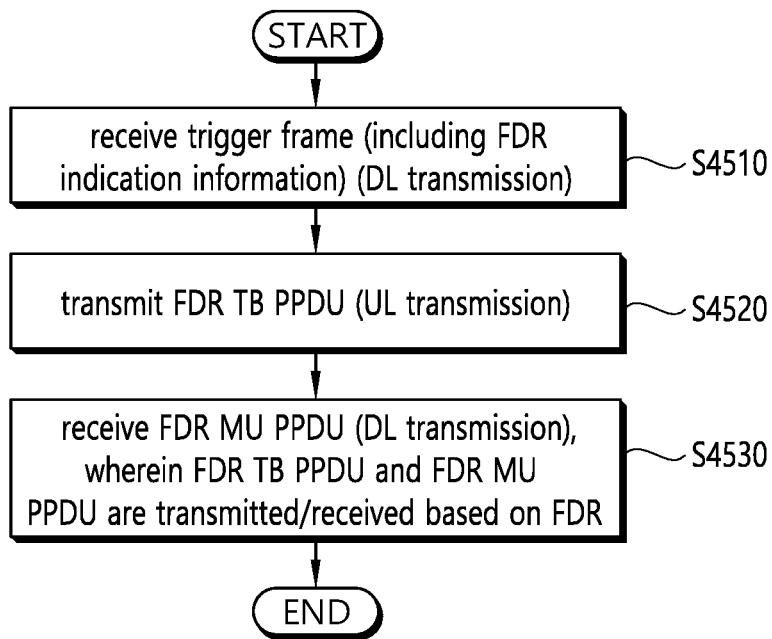 START
receive trigger frame (including FDR
indication information) (DL transmission)
S4510
transmit FDR TB PPDU (UL transmission)
S4520
receive FDR MU PPDU (DL transmission),
wherein FDR TB PPDU and FDR MU
PPDU are transmitted/received based on FDR
S4530
END